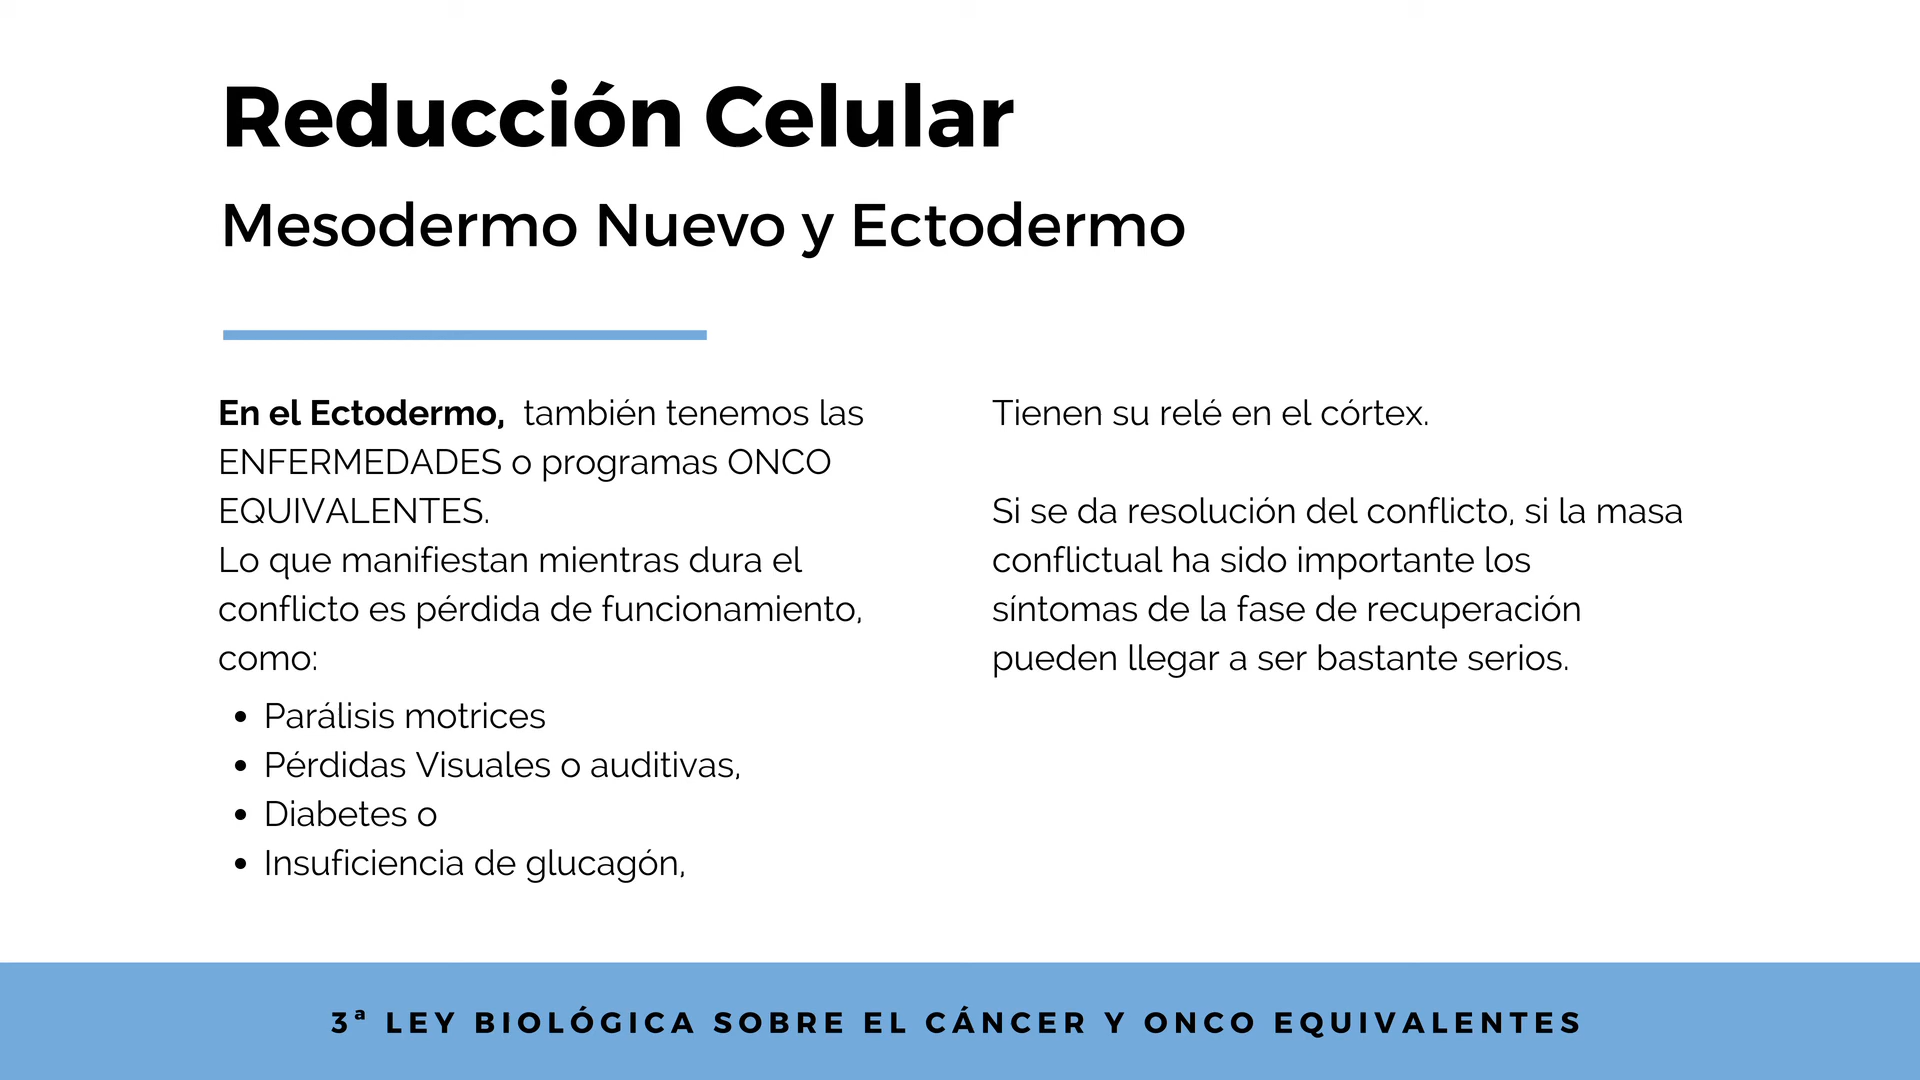 Reducción Celular
Mesodermo Nuevo y Ectodermo
En el Ectodermo, también tenemos las
ENFERMEDADES o programas ONCO
EQUIVALENTES.
Lo que manifiestan mientras dura el
conflicto es pérdida de funcionamiento,
como:
• Parálisis motrices
• Pérdidas Visuales o auditivas,
• Diabetes o
• Insuficiencia de glucagón,
Tienen su relé en el córtex.
Si se da resolución del conflicto, si la masa
conflictual ha sido importante los
síntomas de la fase de recuperación
pueden llegar a ser bastante serios.
3ª LEY BIOLÓGICA SOBRE EL CÁNCER Y ONCO EQUIVALENTES